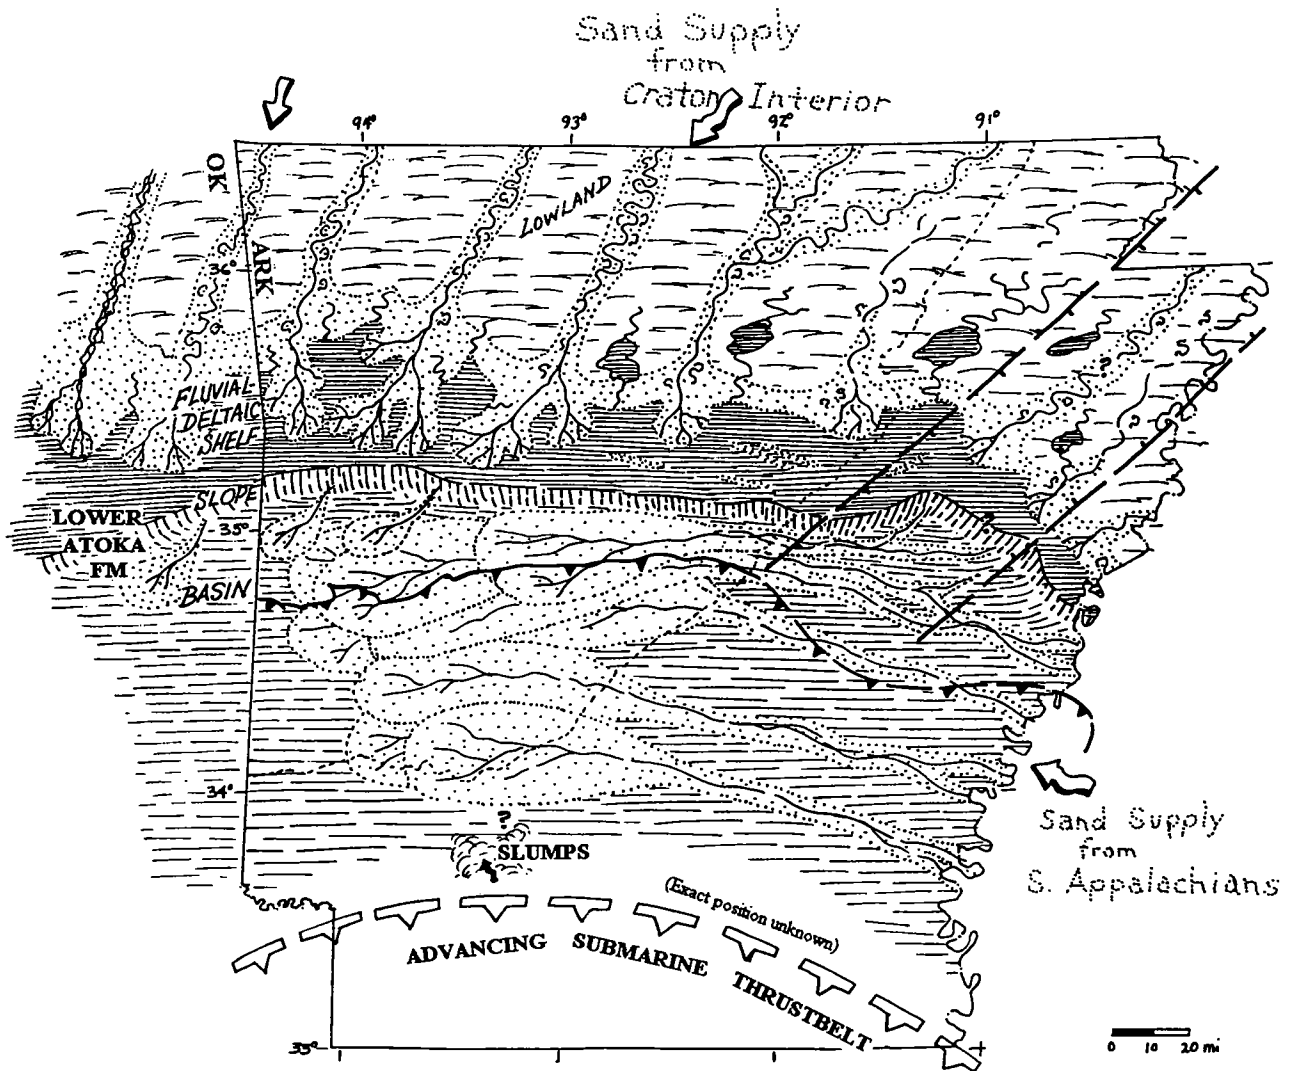 Sand Supply
from
Craton Interior
94°
93°
92°
91°
OK
ARK
LOWLAND
36°
FLUVIAL-
DELTAIC
SHELF
SLOPE
35°
LOWER
ATOKA
FM
BASIN
34°
?
SLUMPS
Sand Supply
from
S. Appalachians
(Exact position unknown)
ADVANCING SUBMARINE THRUSTBELT
33°
0 10 20 mi